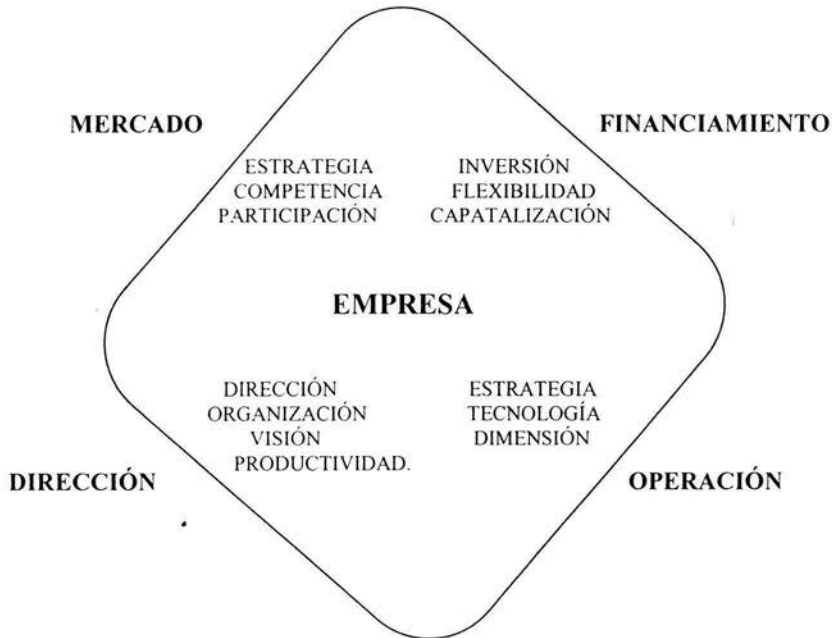 MERCADO
FINANCIAMIENTO
ESTRATEGIA
COMPETENCIA
PARTICIPACIÓN
INVERSIÓN
FLEXIBILIDAD
CAPATALIZACIÓN
EMPRESA
DIRECCIÓN
ORGANIZACIÓN
VISIÓN
PRODUCTIVIDAD.
ESTRATEGIA
TECNOLOGÍA
DIMENSIÓN
DIRECCIÓN
OPERACIÓN